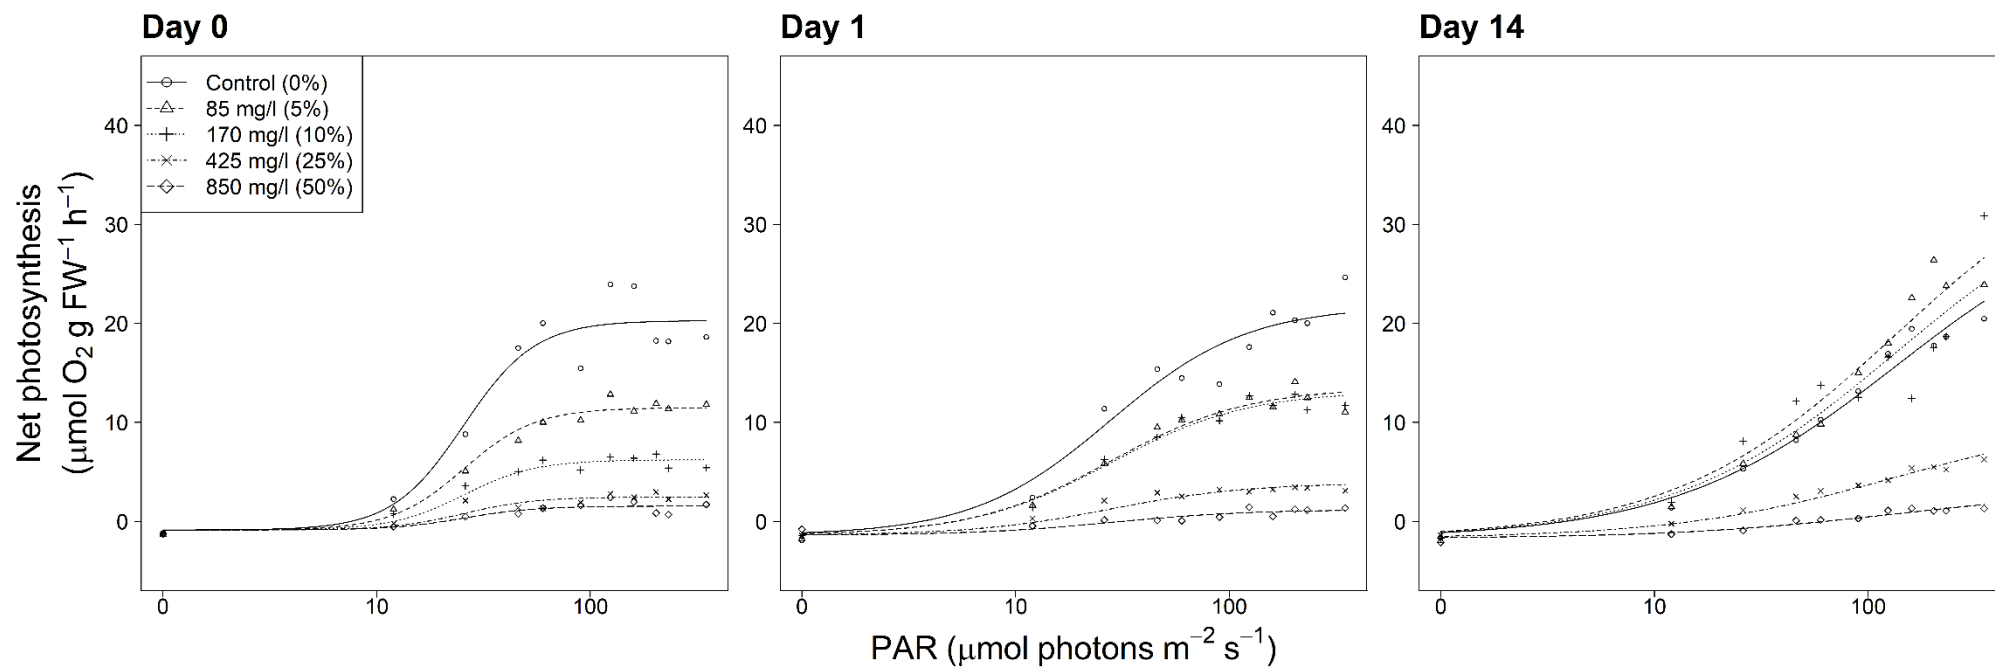 Day 0
Day 1
Day 14
Control (0%)
85 mg/l (5%)
170 mg/l (10%)
425 mg/l (25%)
850 mg/l (50%)
Net photosynthesis
(μmol O₂ g FW⁻¹ h⁻¹)
40
30
20
10
0
0
10
100
40
30
20
10
0
0
10
100
40
30
20
10
0
0
10
100
PAR (μmol photons m⁻² s⁻¹)